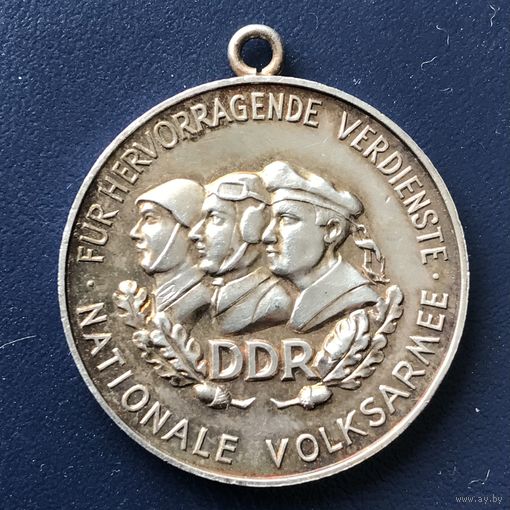 · FÜR HERVORRAGENDE VERDIENSTE ·
NATIONALE VOLKSARMEE
DDR
www.ay.by